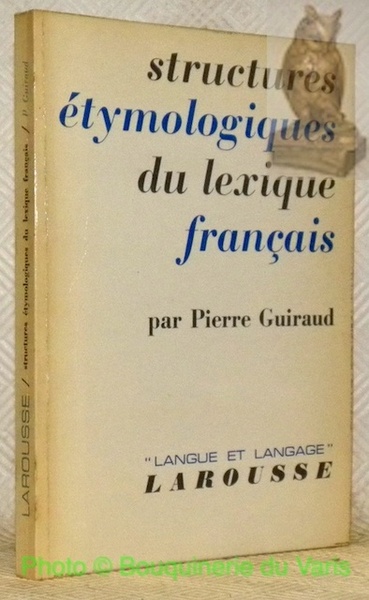 structures
étymologiques
du lexique
français
par Pierre Guiraud
"LANGUE ET LANGAGE"
LAROUSSE
LAROUSSE / structures étymologiques du lexique français / P. Guiraud
Photo © Bouquinerie du Varis